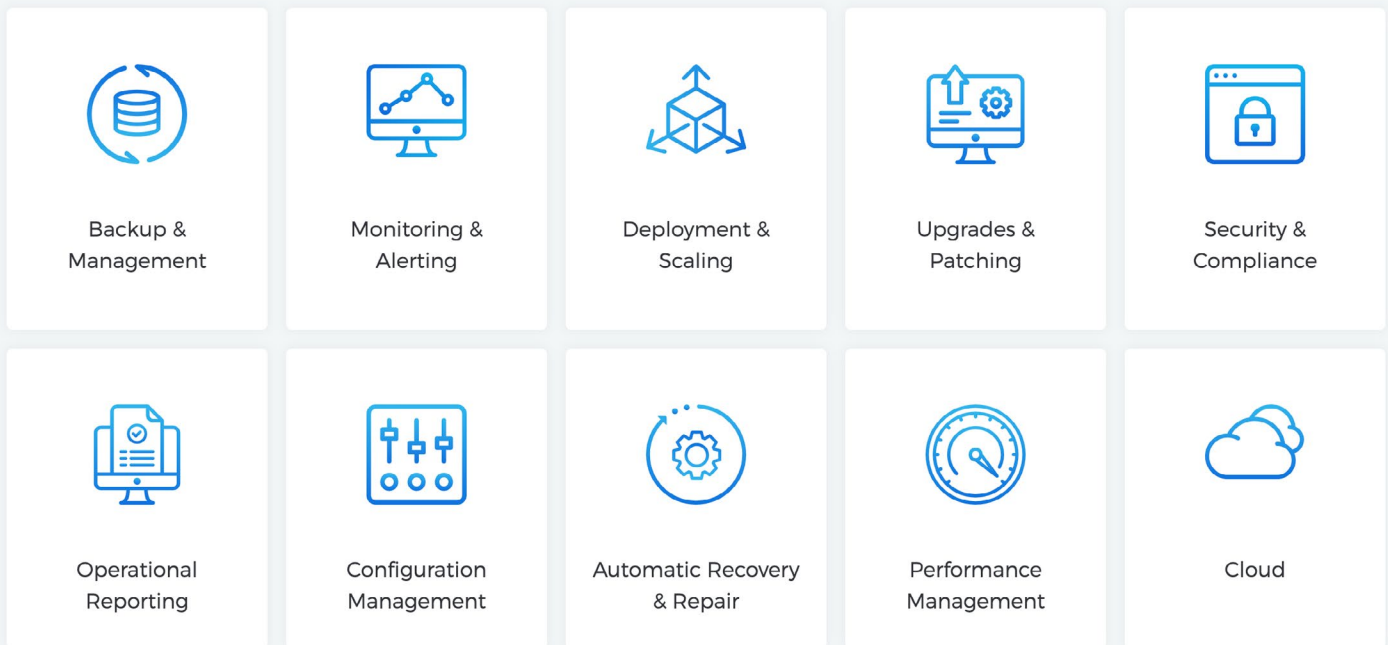 Backup &
Management
Monitoring &
Alerting
Deployment &
Scaling
Upgrades &
Patching
Security &
Compliance
Operational
Reporting
Configuration
Management
Automatic Recovery
& Repair
Performance
Management
Cloud